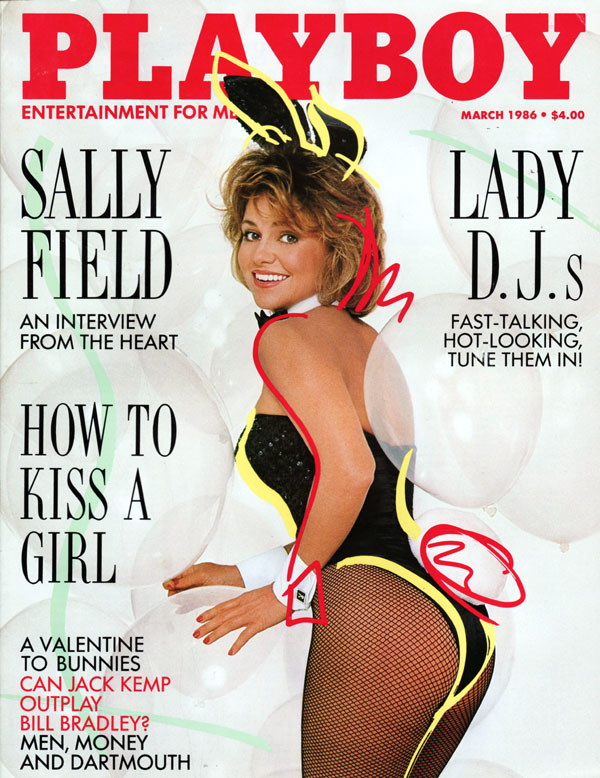 PLAYBOY
ENTERTAINMENT FOR
MARCH 1986 • $4.00
SALLY
FIELD
AN INTERVIEW
FROM THE HEART
LADY
D.J.s
FAST-TALKING,
HOT-LOOKING,
TUNE THEM IN!
HOW TO
KISS A
GIRL
A VALENTINE
TO BUNNIES
CAN JACK KEMP
OUTPLAY
BILL BRADLEY?
MEN, MONEY
AND DARTMOUTH